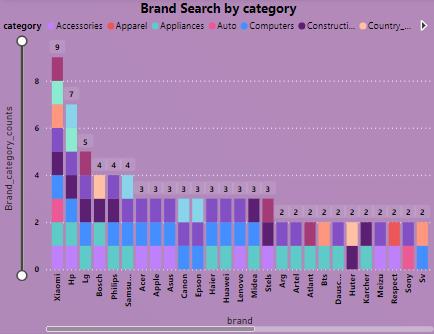 Brand Search by category
category Accessories Apparel Appliances Auto Computers Constructi... Country_...
Brand_category_counts
8
6
4
2
0
9 7 5 4 4 4 3 3 3 3 3 3 3 3 3 3 2 2 2 2 2 2 2 2 2 2 2
Xiaomi Hp Lg Bosch Philips Samsu... Acer Apple Asus Canon Epson Haier Huawei Lenovo Midea Stels Arg Artel Atlant Bts Dausc... Huter Karcher Meizu Respect Sony Sv
brand